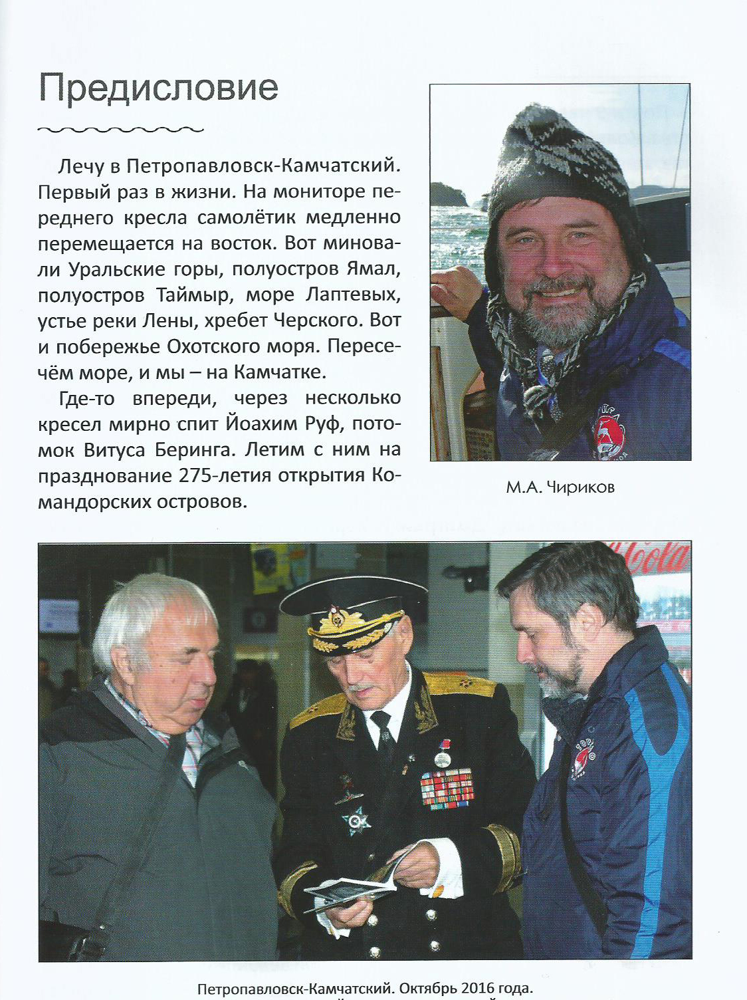 Предисловие
Лечу в Петропавловск-Камчатский.
Первый раз в жизни. На мониторе пе-
реднего кресла самолётик медленно
перемещается на восток. Вот минова-
ли Уральские горы, полуостров Ямал,
полуостров Таймыр, море Лаптевых,
устье реки Лены, хребет Черского. Вот
и побережье Охотского моря. Пересе-
чём море, и мы – на Камчатке.
Где-то впереди, через несколько
кресел мирно спит Йоахим Руф, пото-
мок Витуса Беринга. Летим с ним на
празднование 275-летия открытия Ко-
мандорских островов.
М.А. Чириков
Cola
Петропавловск-Камчатский. Октябрь 2016 года.